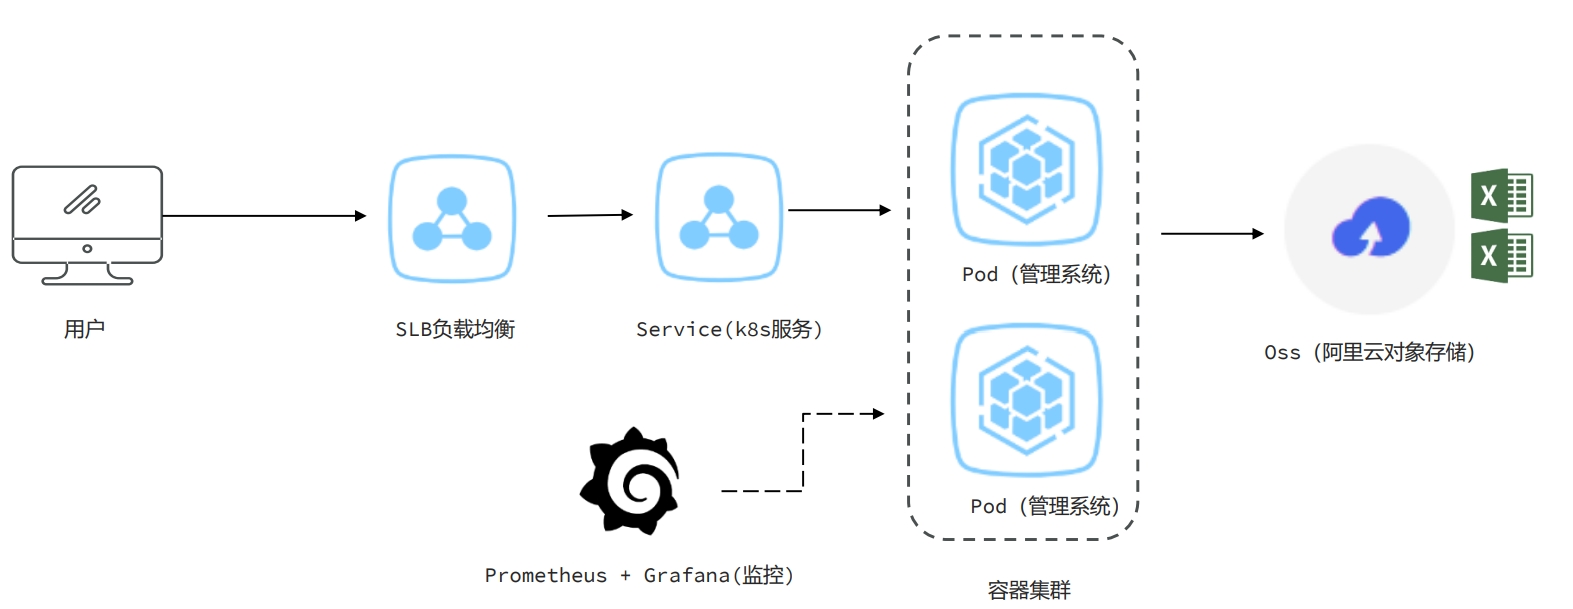 用户
SLB负载均衡
Service(k8s服务)
Pod (管理系统)
Pod (管理系统)
容器集群
Oss (阿里云对象存储)
X
X
Prometheus + Grafana(监控)